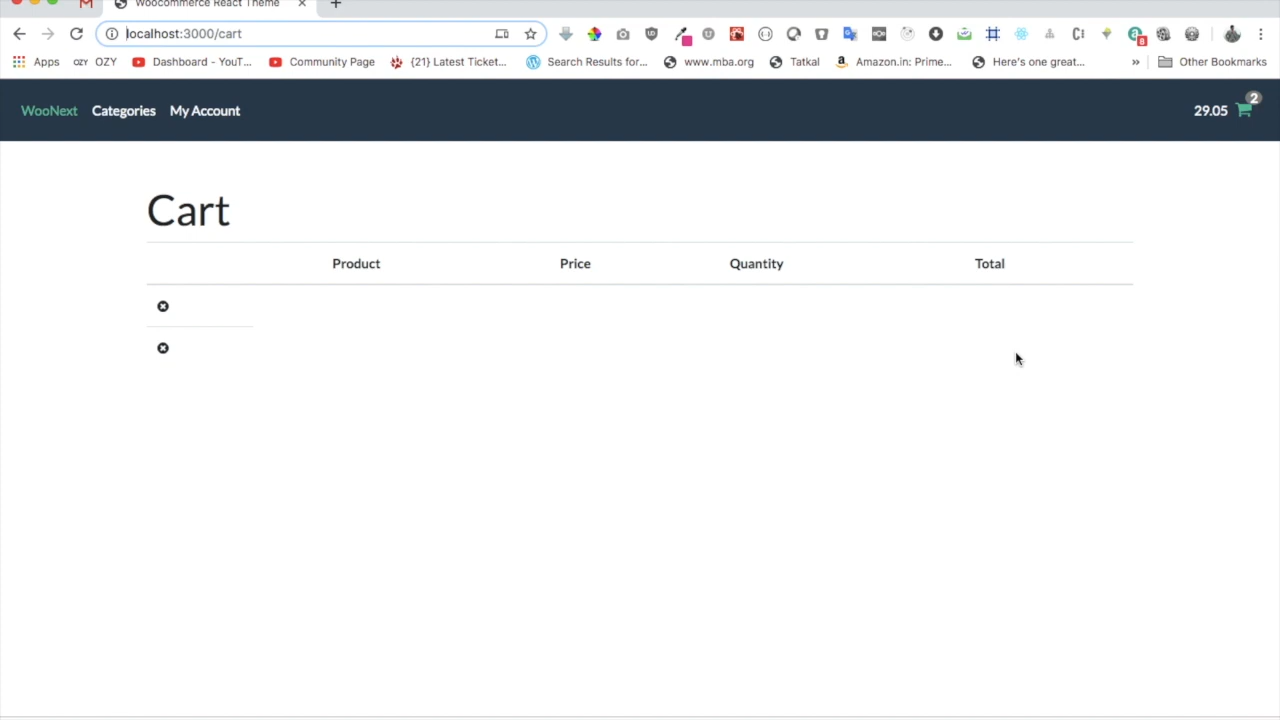 Woocommerce React Theme
localhost:3000/cart
8
Apps OZY OZY Dashboard - YouT... Community Page {21} Latest Ticket... Search Results for... www.mba.org Tatkal Amazon.in: Prime... Here's one great... » Other Bookmarks
WooNext Categories My Account 29.05 2
Cart
Product Price Quantity Total